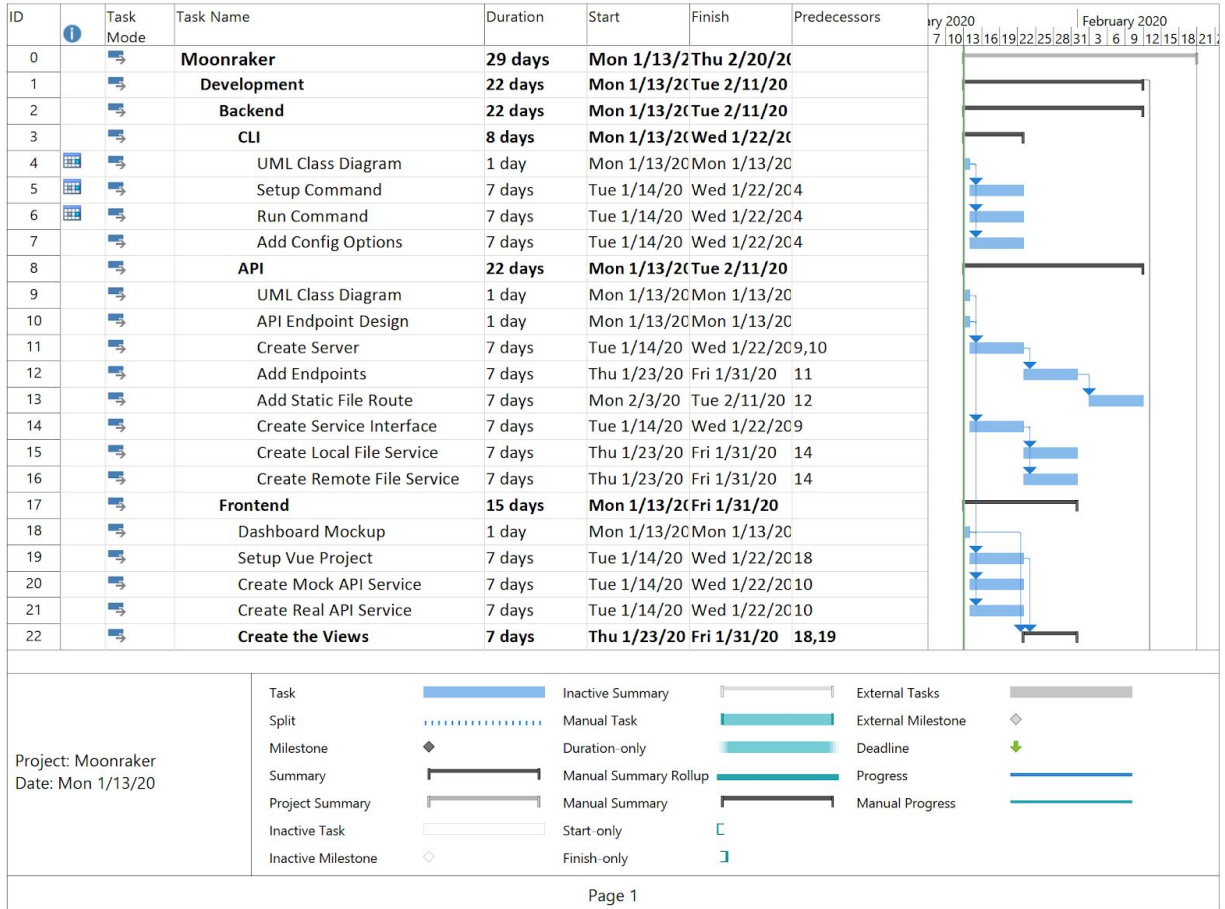 ID Task Mode Task Name Duration Start Finish Predecessors
ry 2020 February 2020
7 10 13 16 19 22 25 28 31 3 6 9 12 15 18 21
0 Moonraker 29 days Mon 1/13/2 Thu 2/20/20
1 Development 22 days Mon 1/13/20 Tue 2/11/20
2 Backend 22 days Mon 1/13/20 Tue 2/11/20
3 CLI 8 days Mon 1/13/20 Wed 1/22/20
4 UML Class Diagram 1 day Mon 1/13/20 Mon 1/13/20
5 Setup Command 7 days Tue 1/14/20 Wed 1/22/20 4
6 Run Command 7 days Tue 1/14/20 Wed 1/22/20 4
7 Add Config Options 7 days Tue 1/14/20 Wed 1/22/20 4
8 API 22 days Mon 1/13/20 Tue 2/11/20
9 UML Class Diagram 1 day Mon 1/13/20 Mon 1/13/20
10 API Endpoint Design 1 day Mon 1/13/20 Mon 1/13/20
11 Create Server 7 days Tue 1/14/20 Wed 1/22/20 9,10
12 Add Endpoints 7 days Thu 1/23/20 Fri 1/31/20 11
13 Add Static File Route 7 days Mon 2/3/20 Tue 2/11/20 12
14 Create Service Interface 7 days Tue 1/14/20 Wed 1/22/20 9
15 Create Local File Service 7 days Thu 1/23/20 Fri 1/31/20 14
16 Create Remote File Service 7 days Thu 1/23/20 Fri 1/31/20 14
17 Frontend 15 days Mon 1/13/20 Fri 1/31/20
18 Dashboard Mockup 1 day Mon 1/13/20 Mon 1/13/20
19 Setup Vue Project 7 days Tue 1/14/20 Wed 1/22/20 18
20 Create Mock API Service 7 days Tue 1/14/20 Wed 1/22/20 10
21 Create Real API Service 7 days Tue 1/14/20 Wed 1/22/20 10
22 Create the Views 7 days Thu 1/23/20 Fri 1/31/20 18,19
Project: Moonraker
Date: Mon 1/13/20
Task Inactive Summary External Tasks
Split Manual Task External Milestone
Milestone Duration-only Deadline
Summary Manual Summary Rollup Progress
Project Summary Manual Summary Manual Progress
Inactive Task Start-only
Inactive Milestone Finish-only
Page 1